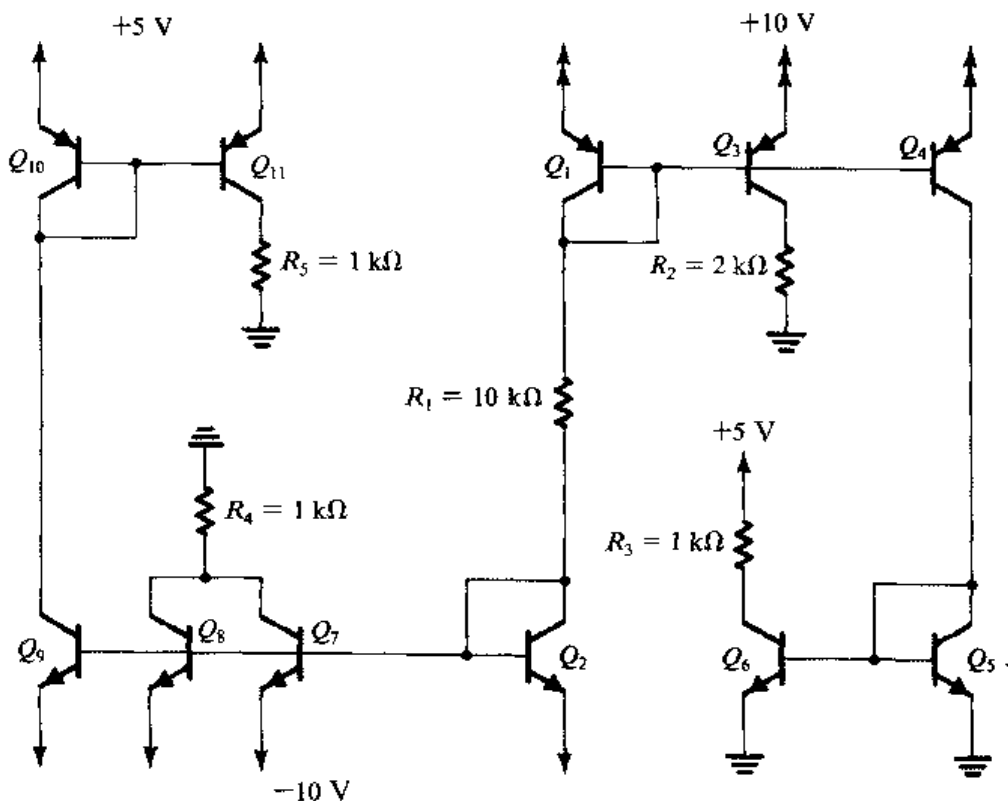 +5 V
+10 V
Q₁₀
Q₁₁
Q₁
Q₃
Q₄
R₅ = 1 kΩ
R₂ = 2 kΩ
R₁ = 10 kΩ
+5 V
R₄ = 1 kΩ
R₃ = 1 kΩ
Q₉
Q₈
Q₇
Q₂
Q₆
Q₅
−10 V